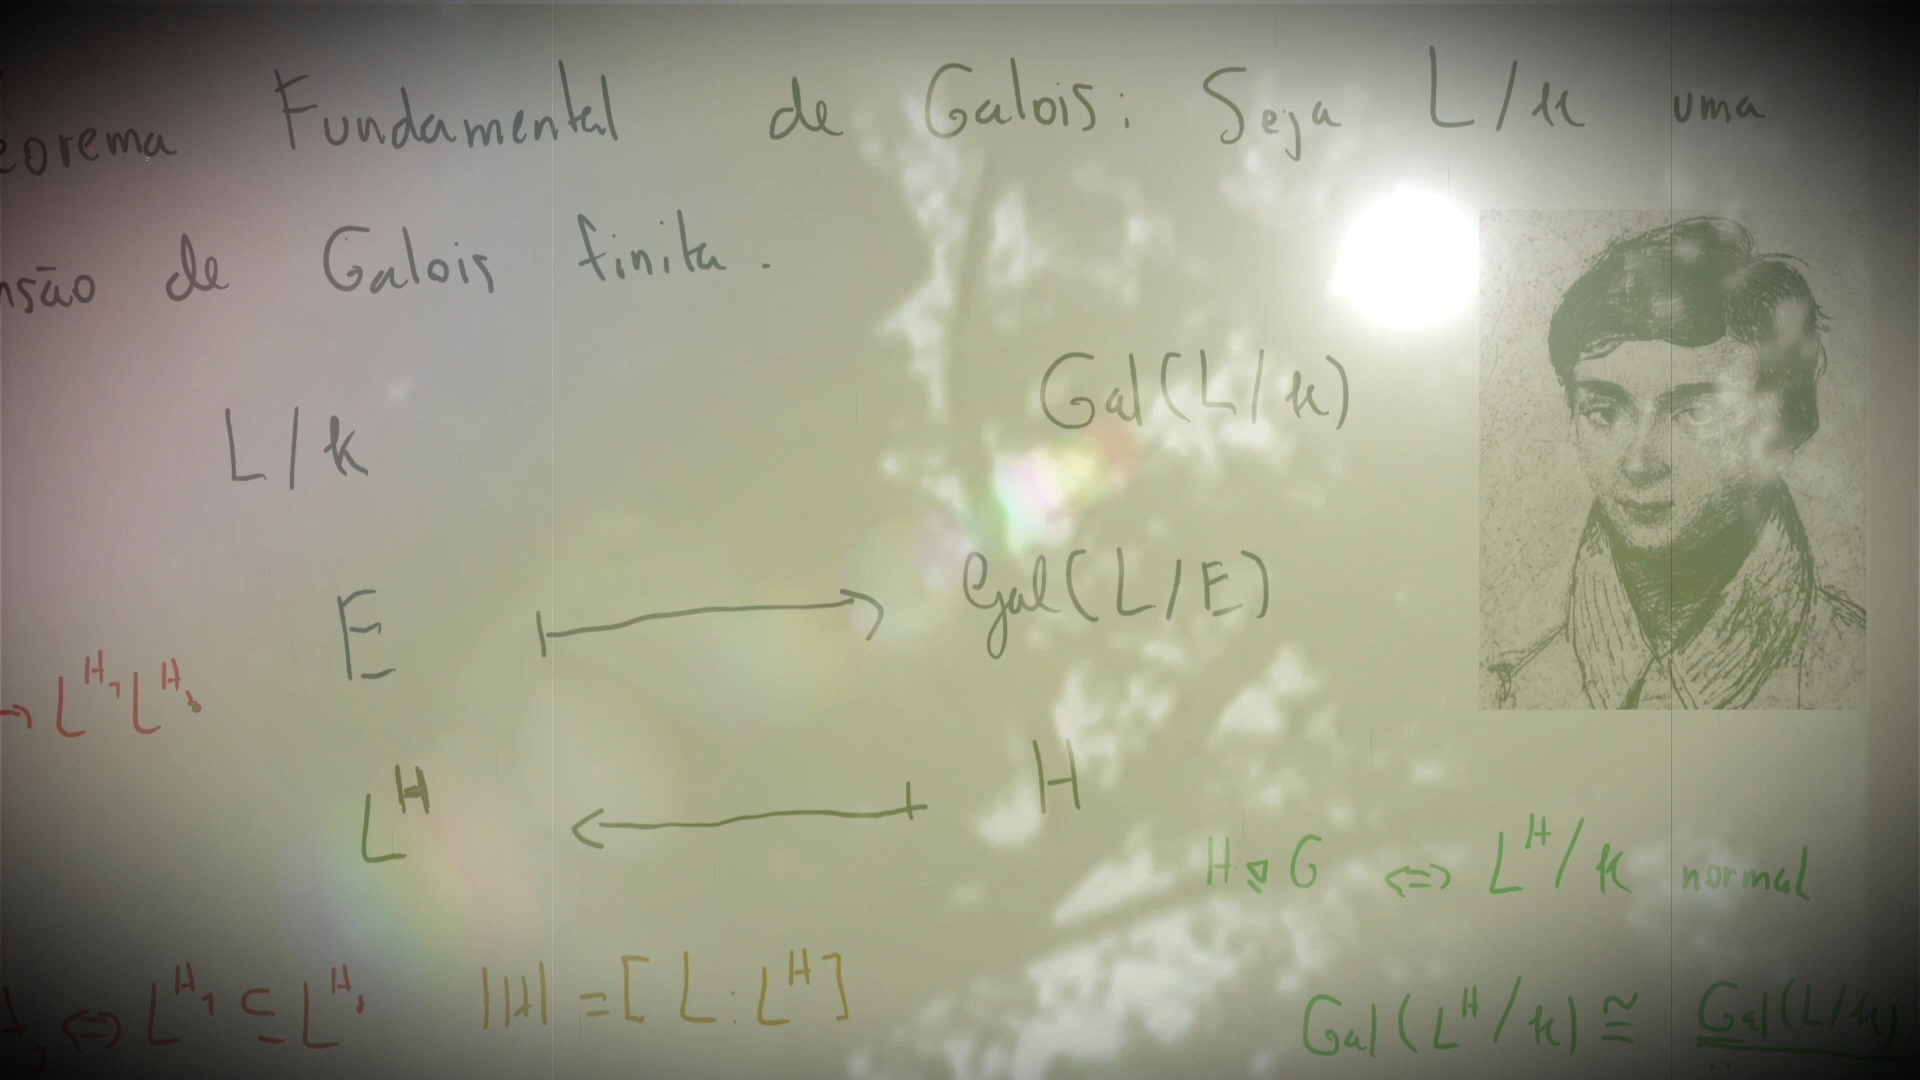 eorema Fundamental de Galois: Seja L/k uma
nsão de Galois finita.
Gal(L/k)
L/k
E ⟼ Gal(L/E)
→ L^H₁ L^H₂
L^H ⟻ H
H ⊲ G ⇔ L^H/k normal
⇔ L^H₁ ⊆ L^H₂ |H| = [L : L^H]
Gal(L^H/k) ≅ Gal(L/k)